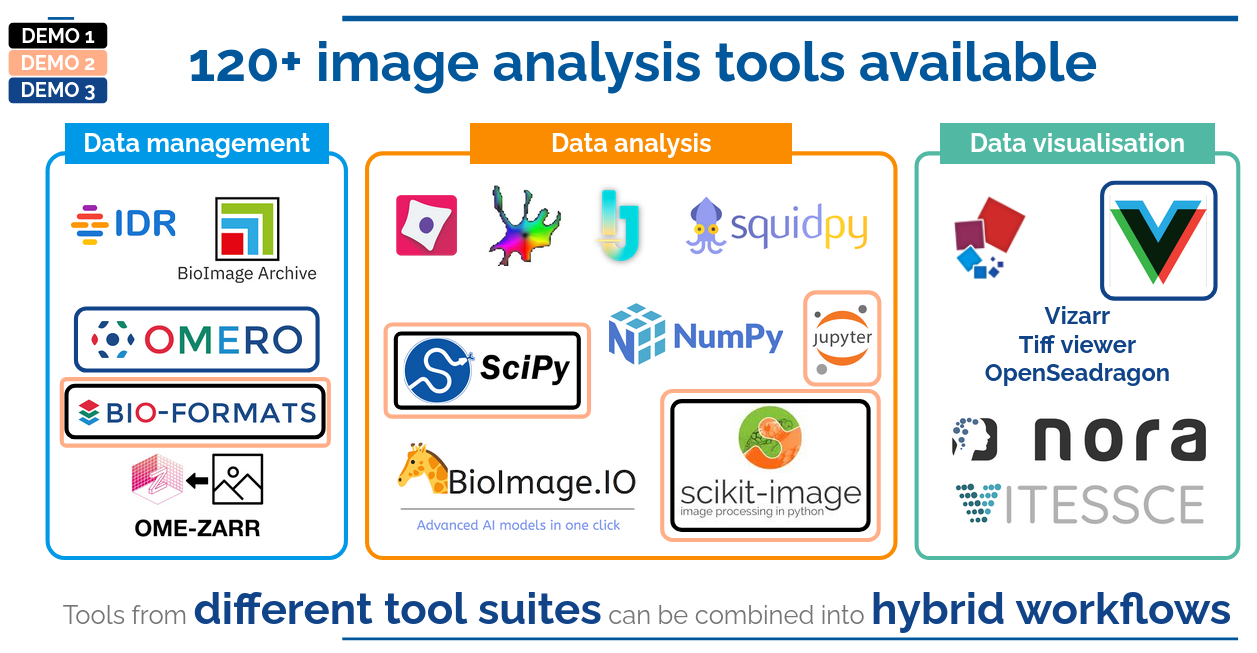 DEMO 1
DEMO 2
DEMO 3
120+ image analysis tools available
Data management
IDR
BioImage Archive
OMERO
BIO-FORMATS
OME-ZARR
Data analysis
squidpy
SciPy
NumPy
jupyter
BioImage.IO
Advanced AI models in one click
scikit-image
image processing in python
Data visualisation
Vizarr
Tiff viewer
OpenSeadragon
nora
VITESSCE
Tools from different tool suites can be combined into hybrid workflows